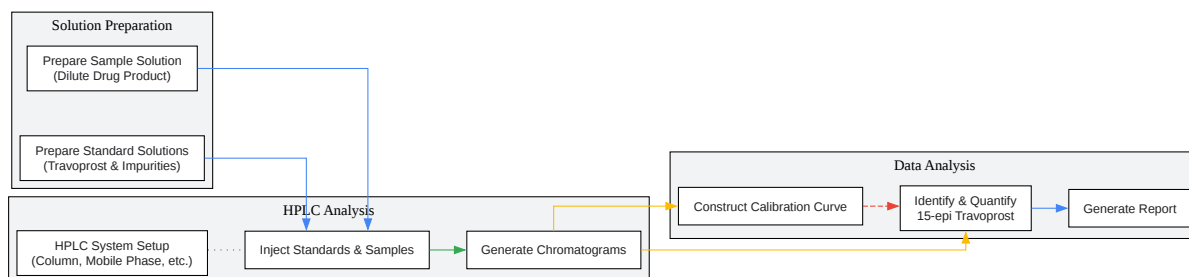 Solution Preparation
Prepare Sample Solution
(Dilute Drug Product)
Prepare Standard Solutions
(Travoprost & Impurities)
HPLC Analysis
HPLC System Setup
(Column, Mobile Phase, etc.)
Inject Standards & Samples
Generate Chromatograms
Data Analysis
Construct Calibration Curve
Identify & Quantify
15-epi Travoprost
Generate Report